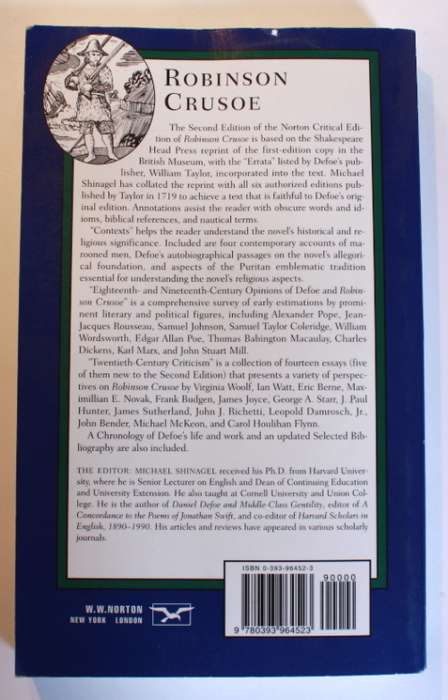 ROBINSON
CRUSOE
The Second Edition of the Norton Critical Edi-
tion of Robinson Crusoe is based on the Shakespeare
Head Press reprint of the first-edition copy in the
British Museum, with the "Errata" listed by Defoe's pub-
lisher, William Taylor, incorporated into the text. Michael
Shinagel has collated the reprint with all six authorized editions pub-
lished by Taylor in 1719 to achieve a text that is faithful to Defoe's orig-
inal edition. Annotations assist the reader with obscure words and id-
ioms, biblical references, and nautical terms.
"Contexts" helps the reader understand the novel's historical and re-
ligious significance. Included are four contemporary accounts of ma-
rooned men, Defoe's autobiographical passages on the novel's allego-
rical foundation, and aspects of the Puritan emblematic tradition
essential for understanding the novel's religious aspects.
"Eighteenth- and Nineteenth-Century Opinions of Defoe and Robin-
son Crusoe" is a comprehensive survey of early estimations by promi-
nent literary and political figures, including Alexander Pope, Jean-
Jacques Rousseau, Samuel Johnson, Samuel Taylor Coleridge, William
Wordsworth, Edgar Allan Poe, Thomas Babington Macaulay, Charles
Dickens, Karl Marx, and John Stuart Mill.
"Twentieth-Century Criticism" is a collection of fourteen essays (five
of them new to the Second Edition) that presents a variety of perspec-
tives on Robinson Crusoe by Virginia Woolf, Ian Watt, Eric Berne, Max-
imillian E. Novak, Frank Budgen, James Joyce, George A. Starr, J. Paul
Hunter, James Sutherland, John J. Richetti, Leopold Damrosch, Jr.,
John Bender, Michael McKeon, and Carol Houlihan Flynn.
A Chronology of Defoe's life and work and an updated Selected Bib-
liography are also included.
THE EDITOR: MICHAEL SHINAGEL received his Ph.D. from Harvard Univer-
sity, where he is Senior Lecturer on English and Dean of Continuing Education
and University Extension. He also taught at Cornell University and Union Col-
lege. He is the author of Daniel Defoe and Middle-Class Gentility, editor of A
Concordance to the Poems of Jonathan Swift, and co-editor of Harvard Scholars in
English, 1890-1990. His articles and reviews have appeared in various scholarly
journals.
ISBN 0-393-96452-3
90000
9 780393 964523
W.W.NORTON
NEW YORK LONDON